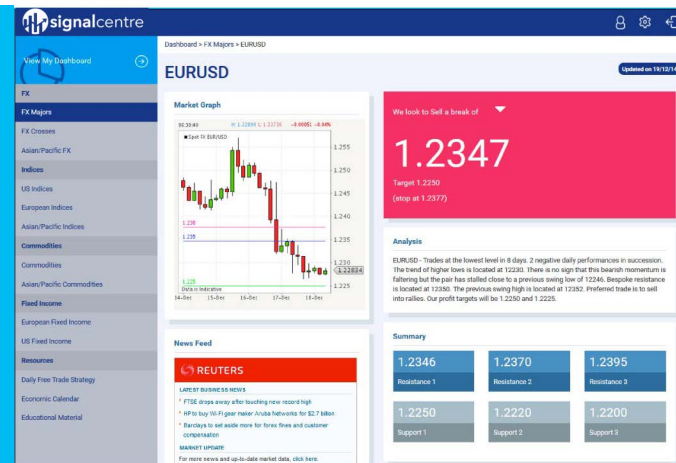 signalcentre
View My Dashboard
FX
FX Majors
FX Crosses
Asian/Pacific FX
Indices
US Indices
European Indices
Asian/Pacific Indices
Commodities
Commodities
Asian/Pacific Commodities
Fixed Income
European Fixed Income
US Fixed Income
Resources
Daily Free Trade Strategy
Economic Calendar
Educational Material
Dashboard > FX Majors > EURUSD
EURUSD
Updated on 19/12/14
Market Graph
Spot FX EUR/USD
1.255
1.250
1.245
1.240
1.235
1.230
1.22834
1.225
1.238
1.235
1.225
Data is Indicative
14-Dec 15-Dec 16-Dec 17-Dec 18-Dec
We look to Sell a break of
1.2347
Target 1.2250
(stop at 1.2377)
Analysis
EURUSD - Trades at the lowest level in 8 days. 2 negative daily performances in succession.
The trend of higher lows is located at 12230. There is no sign that this bearish momentum is
faltering but the pair has stalled close to a previous swing low of 12246. Bespoke resistance
is located at 12350. The previous swing high is located at 12352. Preferred trade is to sell
into rallies. Our profit targets will be 1.2250 and 1.2225.
News Feed
REUTERS
LATEST BUSINESS NEWS
FTSE drops away after touching new record high
HP to buy Wi-Fi gear maker Aruba Networks for $2.7 billion
Barclays to set aside more for forex fines and customer
compensation
MARKET UPDATE
For more news and up-to-date market data, click here.
Summary
1.2346 1.2370 1.2395
Resistance 1 Resistance 2 Resistance 3
1.2250 1.2220 1.2200
Support 1 Support 2 Support 3